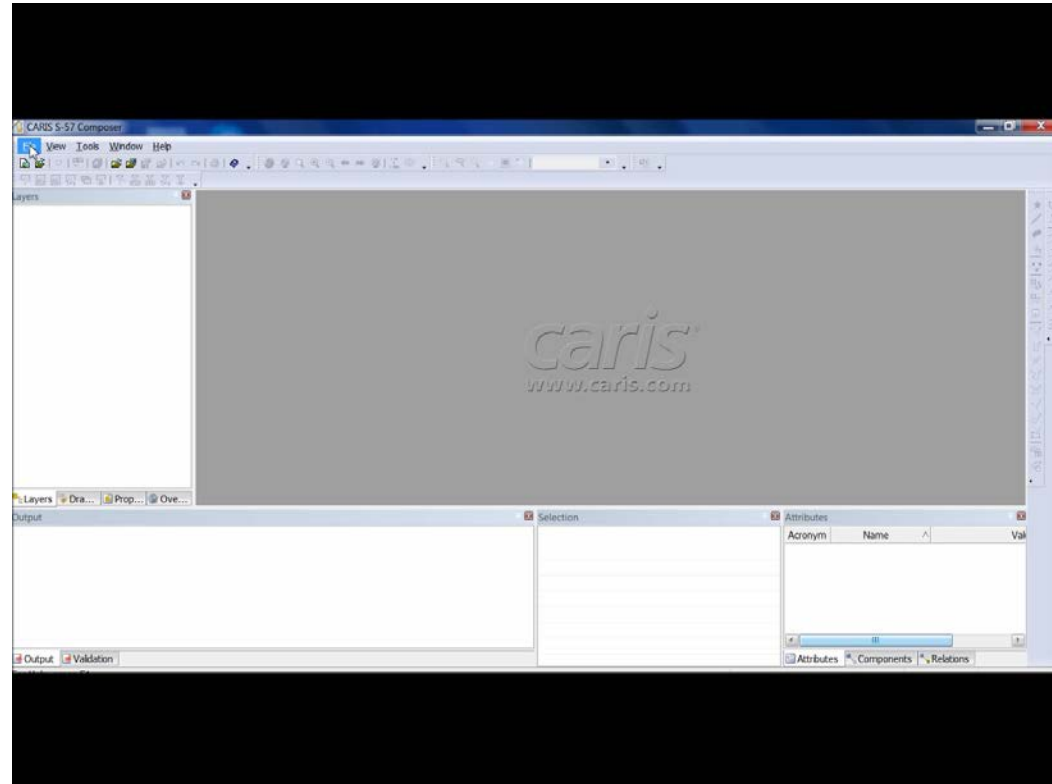 CARIS S-57 Composer
View Tools Window Help
Layers
caris
www.caris.com
Layers Dra... Prop... Ove...
Output
Selection
Attributes
Acronym Name Val
Output Validation
Attributes Components Relations